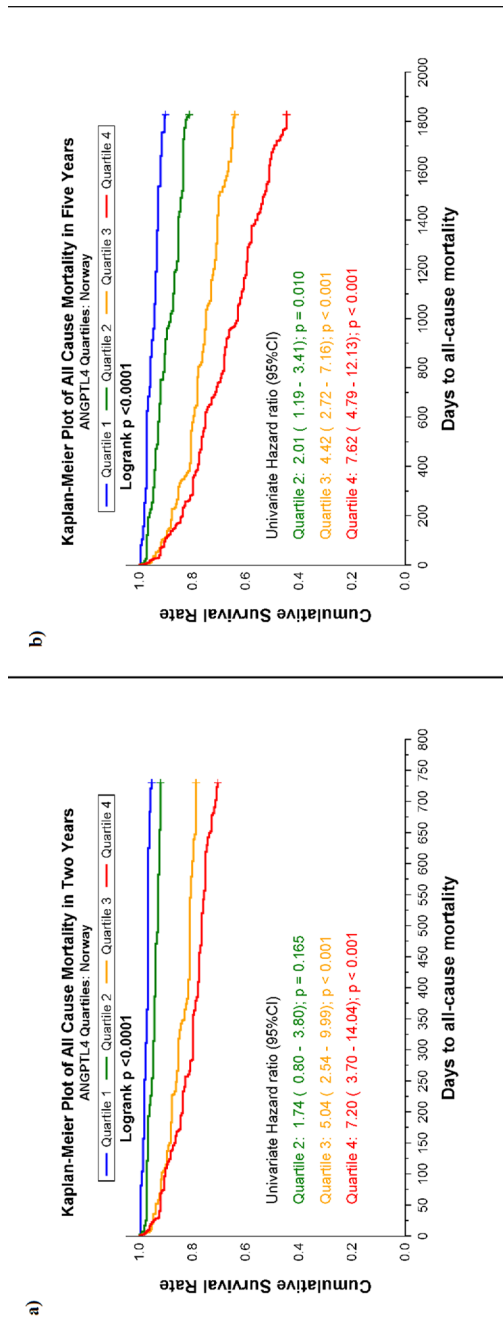 a)
Kaplan-Meier Plot of All Cause Mortality in Two Years
ANGPTL4 Quartiles: Norway
Quartile 1 Quartile 2 Quartile 3 Quartile 4
Logrank p <0.0001
Cumulative Survival Rate
1.0
0.8
0.6
0.4
0.2
0.0
Univariate Hazard ratio (95%CI)
Quartile 2: 1.74 ( 0.80 - 3.80); p = 0.165
Quartile 3: 5.04 ( 2.54 - 9.99); p < 0.001
Quartile 4: 7.20 ( 3.70 - 14.04); p < 0.001
0 50 100 150 200 250 300 350 400 450 500 550 600 650 700 750 800
Days to all-cause mortality
b)
Kaplan-Meier Plot of All Cause Mortality in Five Years
ANGPTL4 Quartiles: Norway
Quartile 1 Quartile 2 Quartile 3 Quartile 4
Logrank p <0.0001
Cumulative Survival Rate
1.0
0.8
0.6
0.4
0.2
0.0
Univariate Hazard ratio (95%CI)
Quartile 2: 2.01 ( 1.19 - 3.41); p = 0.010
Quartile 3: 4.42 ( 2.72 - 7.16); p < 0.001
Quartile 4: 7.62 ( 4.79 - 12.13); p < 0.001
0 200 400 600 800 1000 1200 1400 1600 1800 2000
Days to all-cause mortality